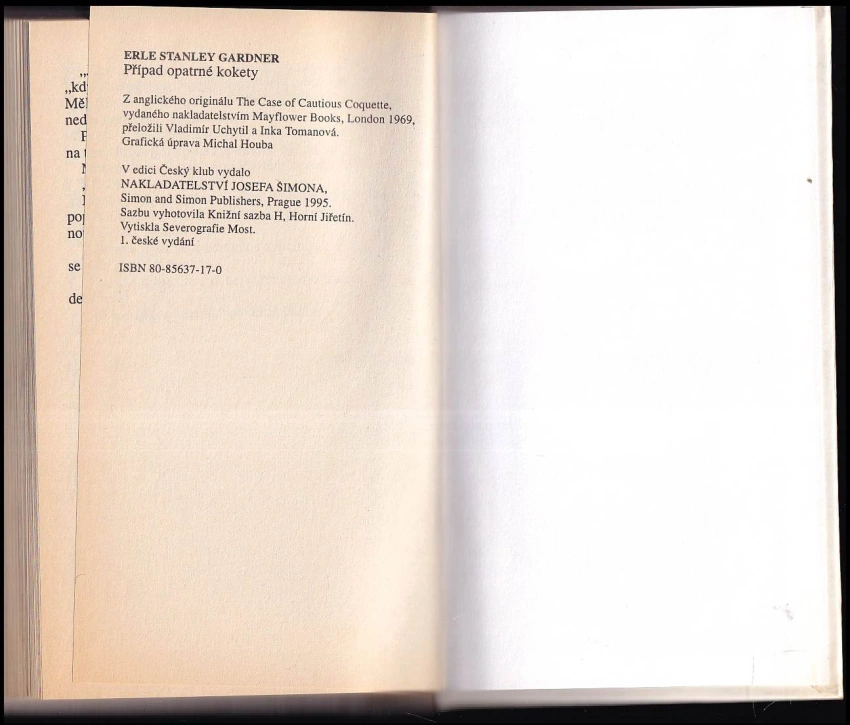 ERLE STANLEY GARDNER
Případ opatrné kokety
Z anglického originálu The Case of Cautious Coquette,
vydaného nakladatelstvím Mayflower Books, London 1969,
přeložili Vladimír Uchytil a Inka Tomanová.
Grafická úprava Michal Houba
V edici Český klub vydalo
NAKLADATELSTVÍ JOSEFA ŠIMONA,
Simon and Simon Publishers, Prague 1995.
Sazbu vyhotovila Knižní sazba H, Horní Jiřetín.
Vytiskla Severografie Most.
1. české vydání
ISBN 80-85637-17-0